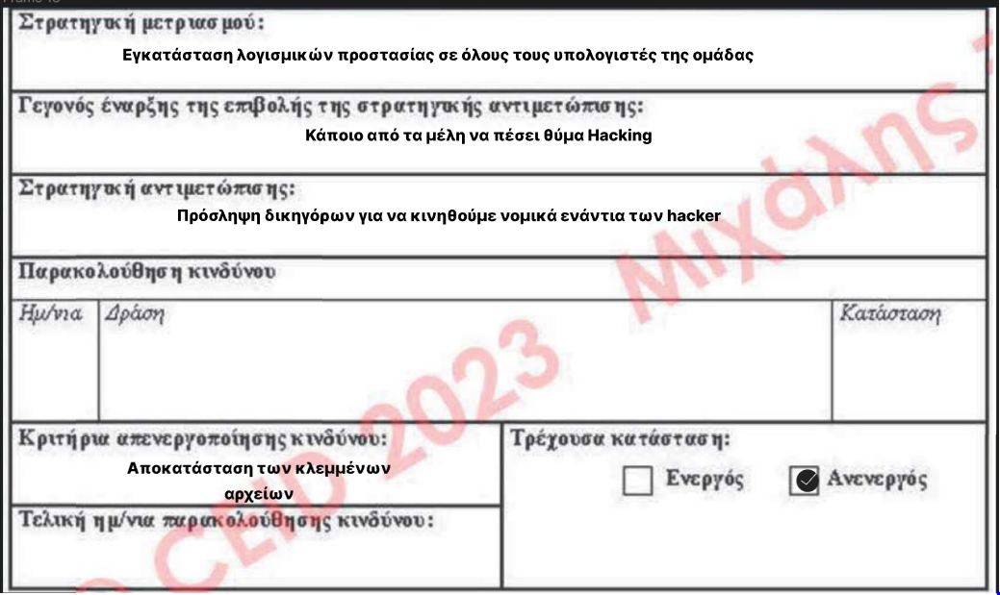 Στρατηγική μετριασμού:
Εγκατάσταση λογισμικών προστασίας σε όλους τους υπολογιστές της ομάδας
Γεγονός έναρξης της επιβολής της στρατηγικής αντιμετώπισης:
Κάποιο από τα μέλη να πέσει θύμα Hacking
Στρατηγική αντιμετώπισης:
Πρόσληψη δικηγόρων για να κινηθούμε νομικά ενάντια των hacker
Παρακολούθηση κινδύνου
Ημ/νια Δράση Κατάσταση
Κριτήρια απενεργοποίησης κινδύνου:
Αποκατάσταση των κλεμμένων
αρχείων
Τρέχουσα κατάσταση:
Ενεργός Ανενεργός
Τελική ημ/νια παρακολούθησης κινδύνου:
© CEID 2023 Μιχάλης